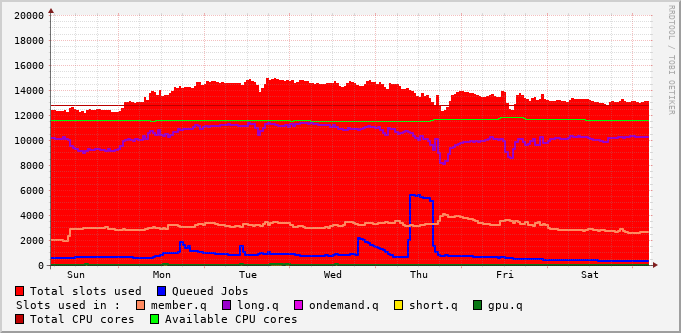 20000
18000
16000
14000
12000
10000
8000
6000
4000
2000
0
Sun Mon Tue Wed Thu Fri Sat
RRDTOOL / TOBI OETIKER
Total slots used Queued Jobs
Slots used in : member.q long.q ondemand.q short.q gpu.q
Total CPU cores Available CPU cores